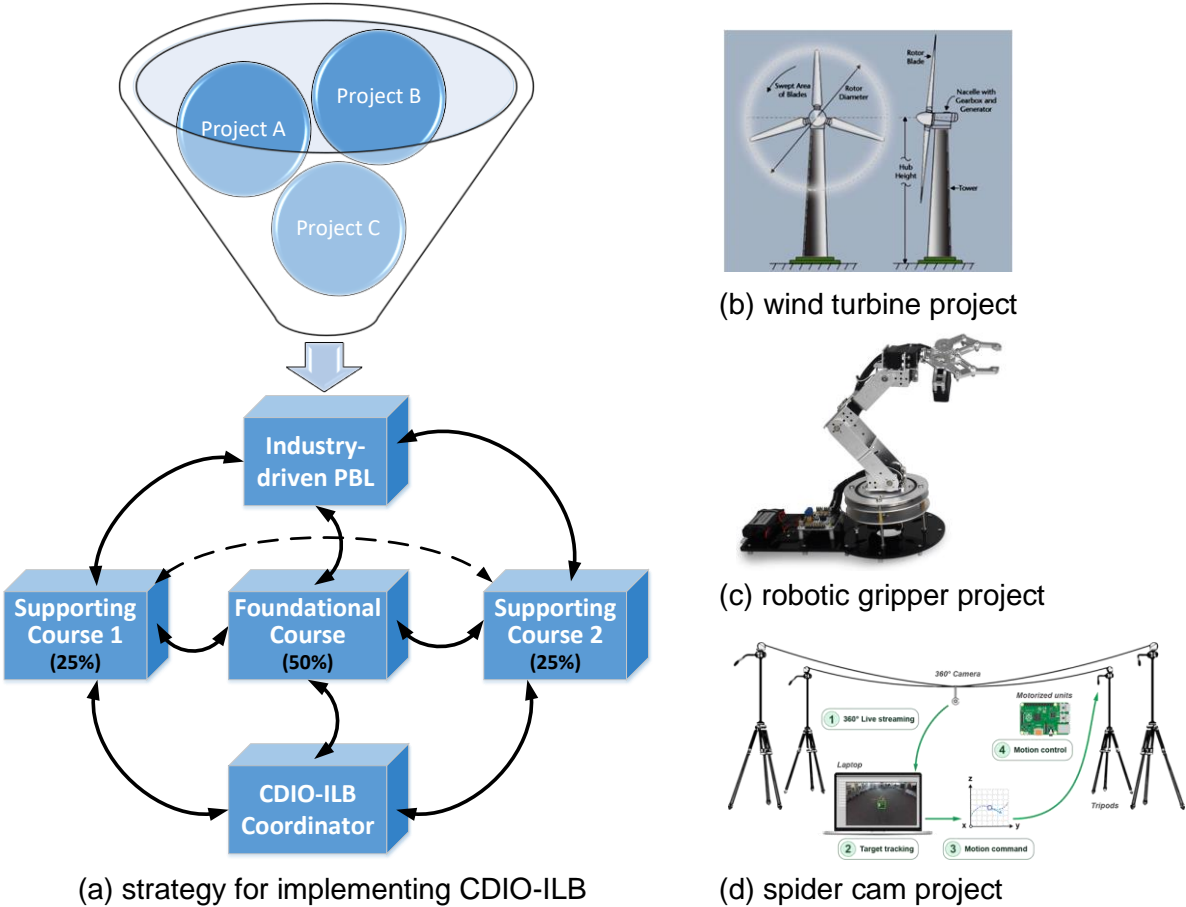 Project A
Project B
Project C
Industry-
driven PBL
Supporting
Course 1
(25%)
Foundational
Course
(50%)
Supporting
Course 2
(25%)
CDIO-ILB
Coordinator
(a) strategy for implementing CDIO-ILB
Swept Area
of Blades
Rotor
Diameter
Rotor
Blade
Nacelle with
Gearbox and
Generator
Hub
Height
Tower
(b) wind turbine project
(c) robotic gripper project
360° Camera
Motorized units
1 360° Live streaming
4 Motion control
Laptop
z
x
y
Tripods
2 Target tracking
3 Motion command
(d) spider cam project